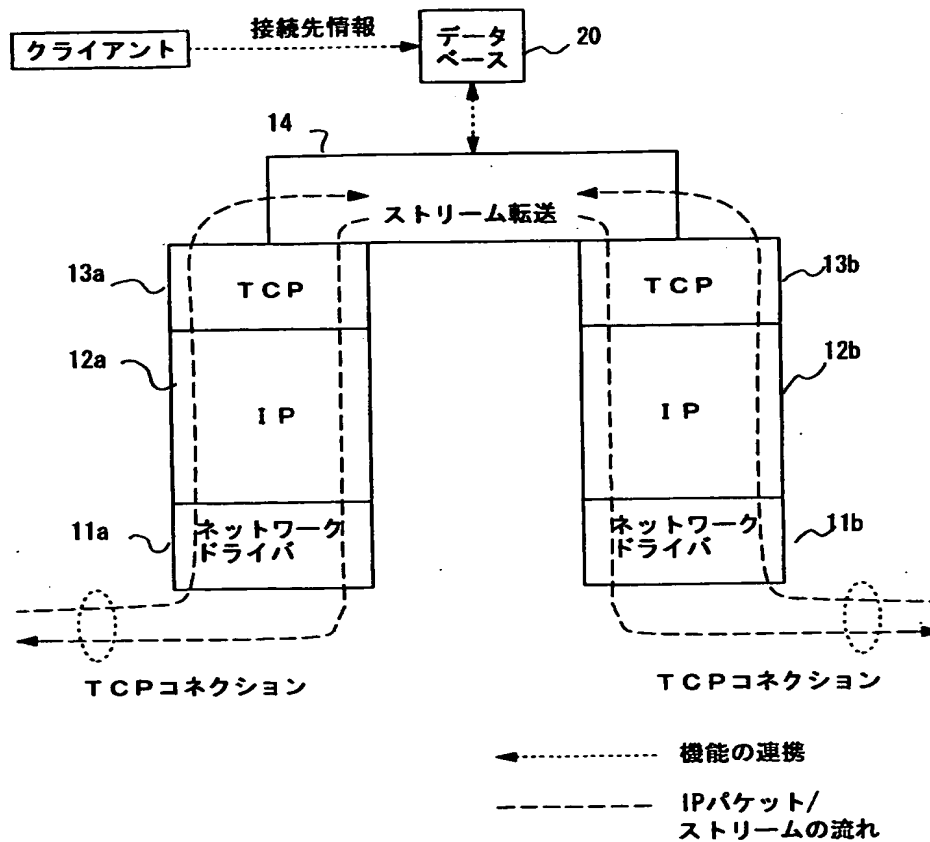 接続先情報
クライアント
データ
ベース
20
14
ストリーム転送
13a
TCP
TCP
13b
12a
IP
IP
12b
11a
ネットワーク
ドライバ
ネットワーク
ドライバ
11b
TCPコネクション
TCPコネクション
機能の連携
IPパケット/
ストリームの流れ